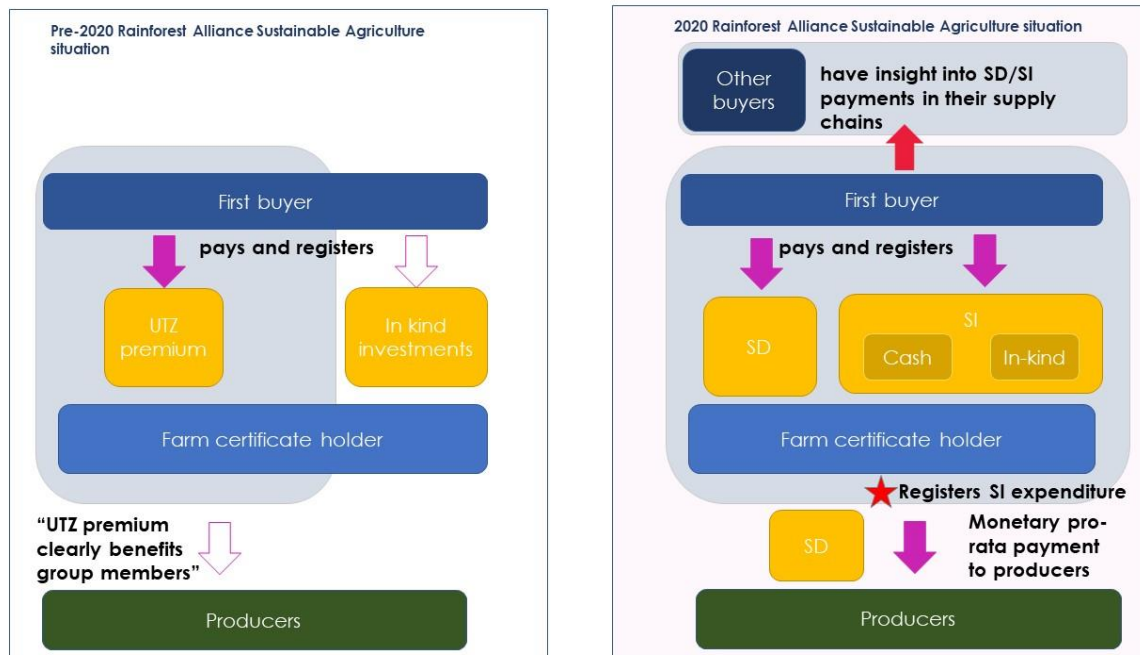 Pre-2020 Rainforest Alliance Sustainable Agriculture
situation
First buyer
pays and registers
UTZ
premium
In kind
investments
Farm certificate holder
“UTZ premium
clearly benefits
group members”
Producers
2020 Rainforest Alliance Sustainable Agriculture situation
Other
buyers
have insight into SD/SI
payments in their supply
chains
First buyer
pays and registers
SD
SI
Cash
In-kind
Farm certificate holder
Registers SI expenditure
SD
Monetary pro-
rata payment
to producers
Producers